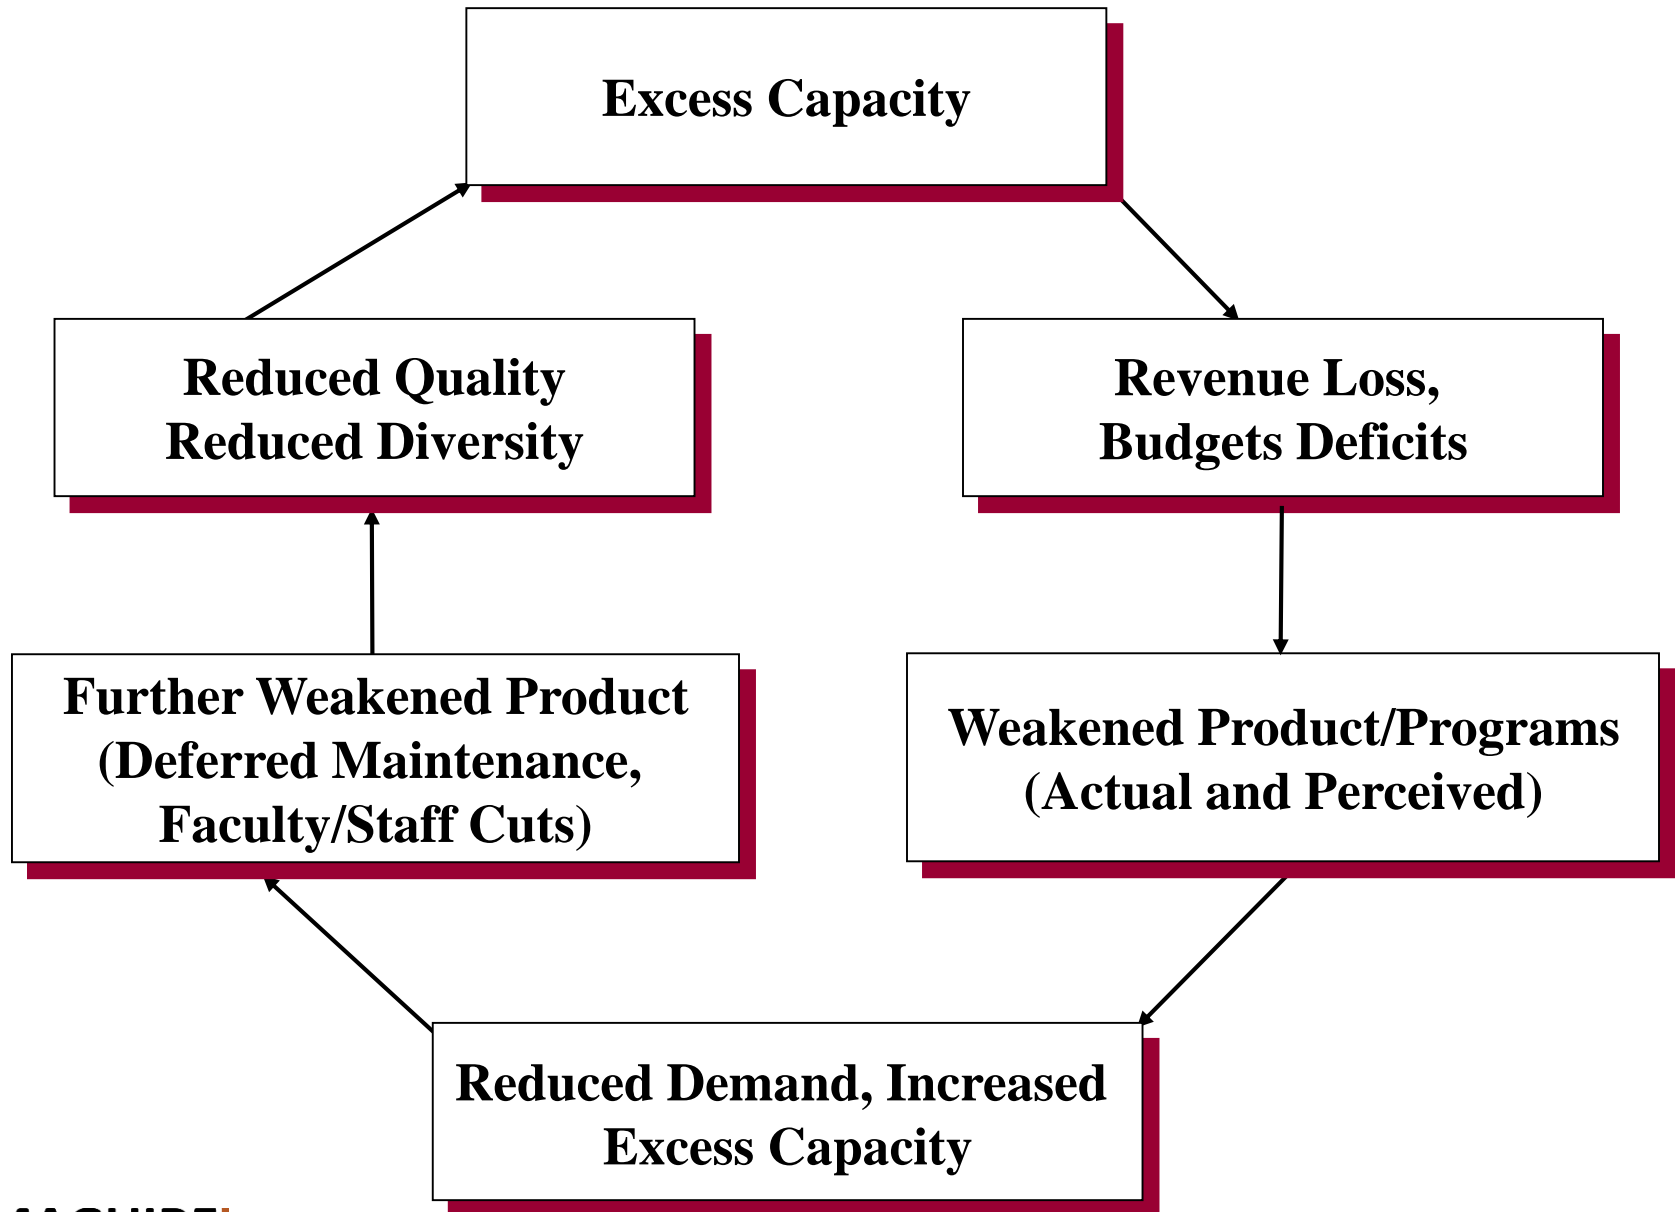 Excess Capacity
Revenue Loss,
Budgets Deficits
Weakened Product/Programs
(Actual and Perceived)
Reduced Demand, Increased
Excess Capacity
Further Weakened Product
(Deferred Maintenance,
Faculty/Staff Cuts)
Reduced Quality
Reduced Diversity